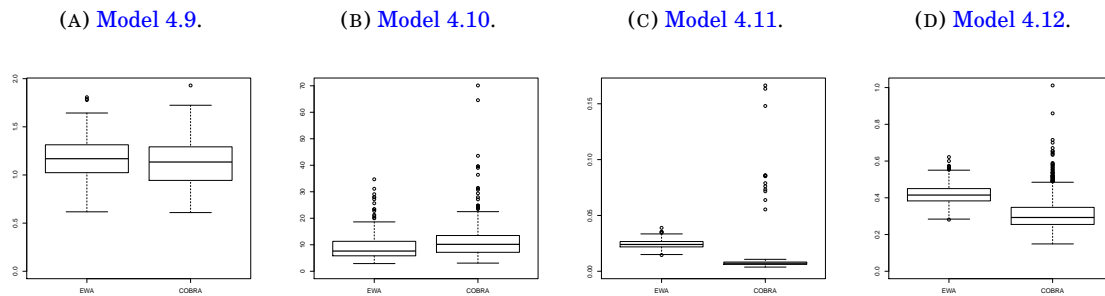 (A) Model 4.9.
(B) Model 4.10.
(C) Model 4.11.
(D) Model 4.12.
2.0
1.5
1.0
0.5
0.0
EWA
COBRA
70
60
50
40
30
20
10
0
EWA
COBRA
0.15
0.10
0.05
0.00
EWA
COBRA
1.0
0.8
0.6
0.4
0.2
0.0
EWA
COBRA